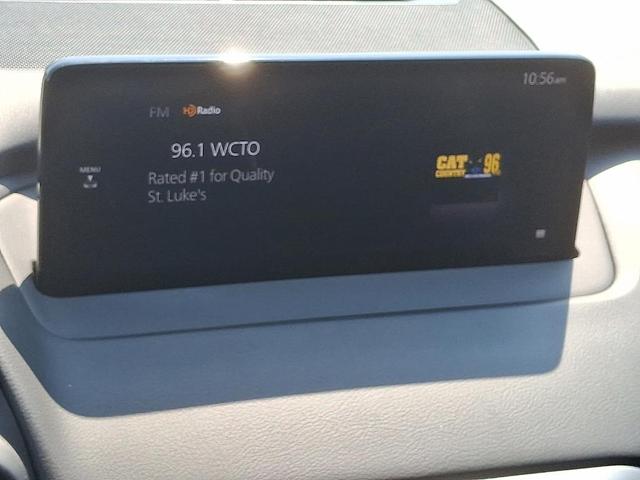 10:56am
FM HD Radio
96.1 WCTO
MENU
Rated #1 for Quality
St. Luke's
CAT 96
COUNTRY